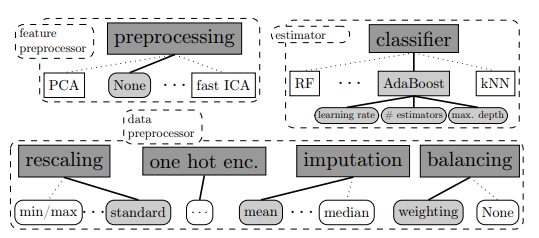 feature
preprocessor
preprocessing
PCA
None
...
fast ICA
estimator
classifier
RF
...
AdaBoost
kNN
learning rate
# estimators
max. depth
data
preprocessor
rescaling
one hot enc.
imputation
balancing
min/max
...
standard
...
mean
...
median
weighting
None